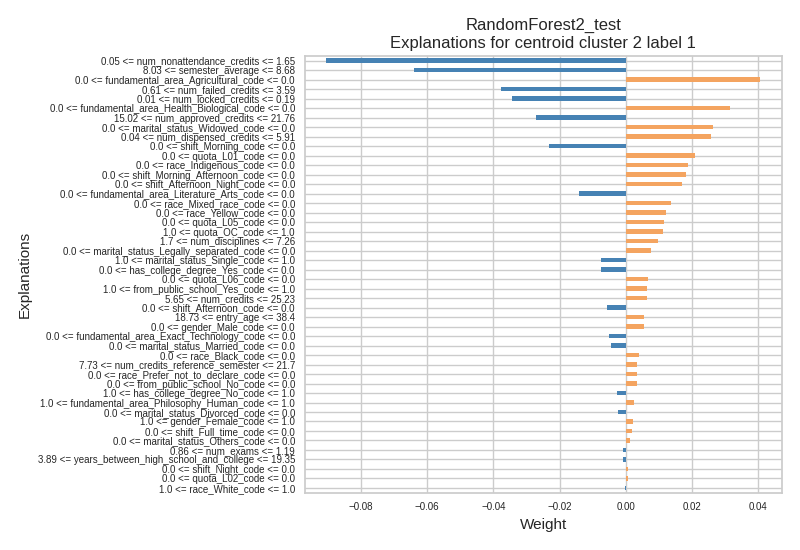 RandomForest2_test
Explanations for centroid cluster 2 label 1
0.05 <= num_nonattendance_credits <= 1.65
8.03 <= semester_average <= 8.68
0.0 <= fundamental_area_Agricultural_code <= 0.0
0.61 <= num_failed_credits <= 3.59
0.01 <= num_locked_credits <= 0.19
0.0 <= fundamental_area_Health_Biological_code <= 0.0
15.02 <= num_approved_credits <= 21.76
0.0 <= marital_status_Widowed_code <= 0.0
0.04 <= num_dispensed_credits <= 5.91
0.0 <= shift_Morning_code <= 0.0
0.0 <= quota_L01_code <= 0.0
0.0 <= race_Indigenous_code <= 0.0
0.0 <= shift_Morning_Afternoon_code <= 0.0
0.0 <= shift_Afternoon_Night_code <= 0.0
0.0 <= fundamental_area_Literature_Arts_code <= 0.0
0.0 <= race_Mixed_race_code <= 0.0
0.0 <= race_Yellow_code <= 0.0
0.0 <= quota_L05_code <= 0.0
1.0 <= quota_OC_code <= 1.0
1.7 <= num_disciplines <= 7.26
0.0 <= marital_status_Legally_separated_code <= 0.0
1.0 <= marital_status_Single_code <= 1.0
0.0 <= has_college_degree_Yes_code <= 0.0
0.0 <= quota_L06_code <= 0.0
1.0 <= from_public_school_Yes_code <= 1.0
5.65 <= num_credits <= 25.23
0.0 <= shift_Afternoon_code <= 0.0
18.73 <= entry_age <= 38.4
0.0 <= gender_Male_code <= 0.0
0.0 <= fundamental_area_Exact_Technology_code <= 0.0
0.0 <= marital_status_Married_code <= 0.0
0.0 <= race_Black_code <= 0.0
7.73 <= num_credits_reference_semester <= 21.7
0.0 <= race_Prefer_not_to_declare_code <= 0.0
0.0 <= from_public_school_No_code <= 0.0
1.0 <= has_college_degree_No_code <= 1.0
1.0 <= fundamental_area_Philosophy_Human_code <= 1.0
0.0 <= marital_status_Divorced_code <= 0.0
1.0 <= gender_Female_code <= 1.0
0.0 <= shift_Full_time_code <= 0.0
0.0 <= marital_status_Others_code <= 0.0
0.86 <= num_exams <= 1.19
3.89 <= years_between_high_school_and_college <= 19.35
0.0 <= shift_Night_code <= 0.0
0.0 <= quota_L02_code <= 0.0
1.0 <= race_White_code <= 1.0
Explanations
−0.08 −0.06 −0.04 −0.02 0.00 0.02 0.04
Weight